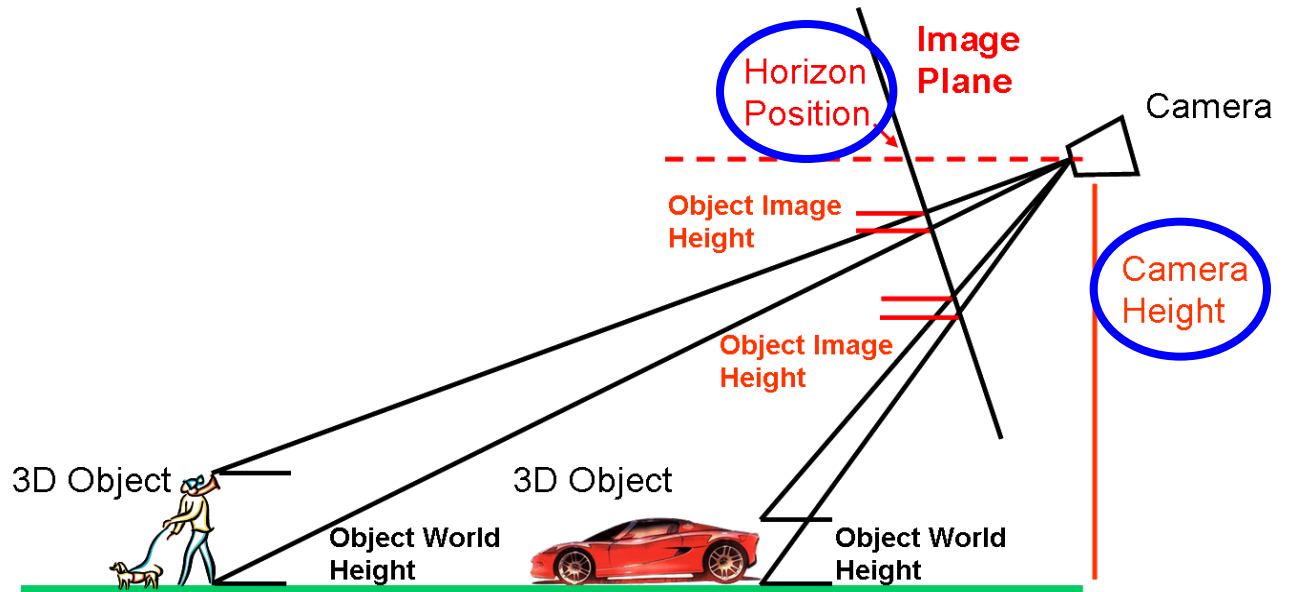 Image
Plane
Horizon
Position
Camera
Object Image
Height
Camera
Height
Object Image
Height
3D Object
3D Object
Object World
Height
Object World
Height